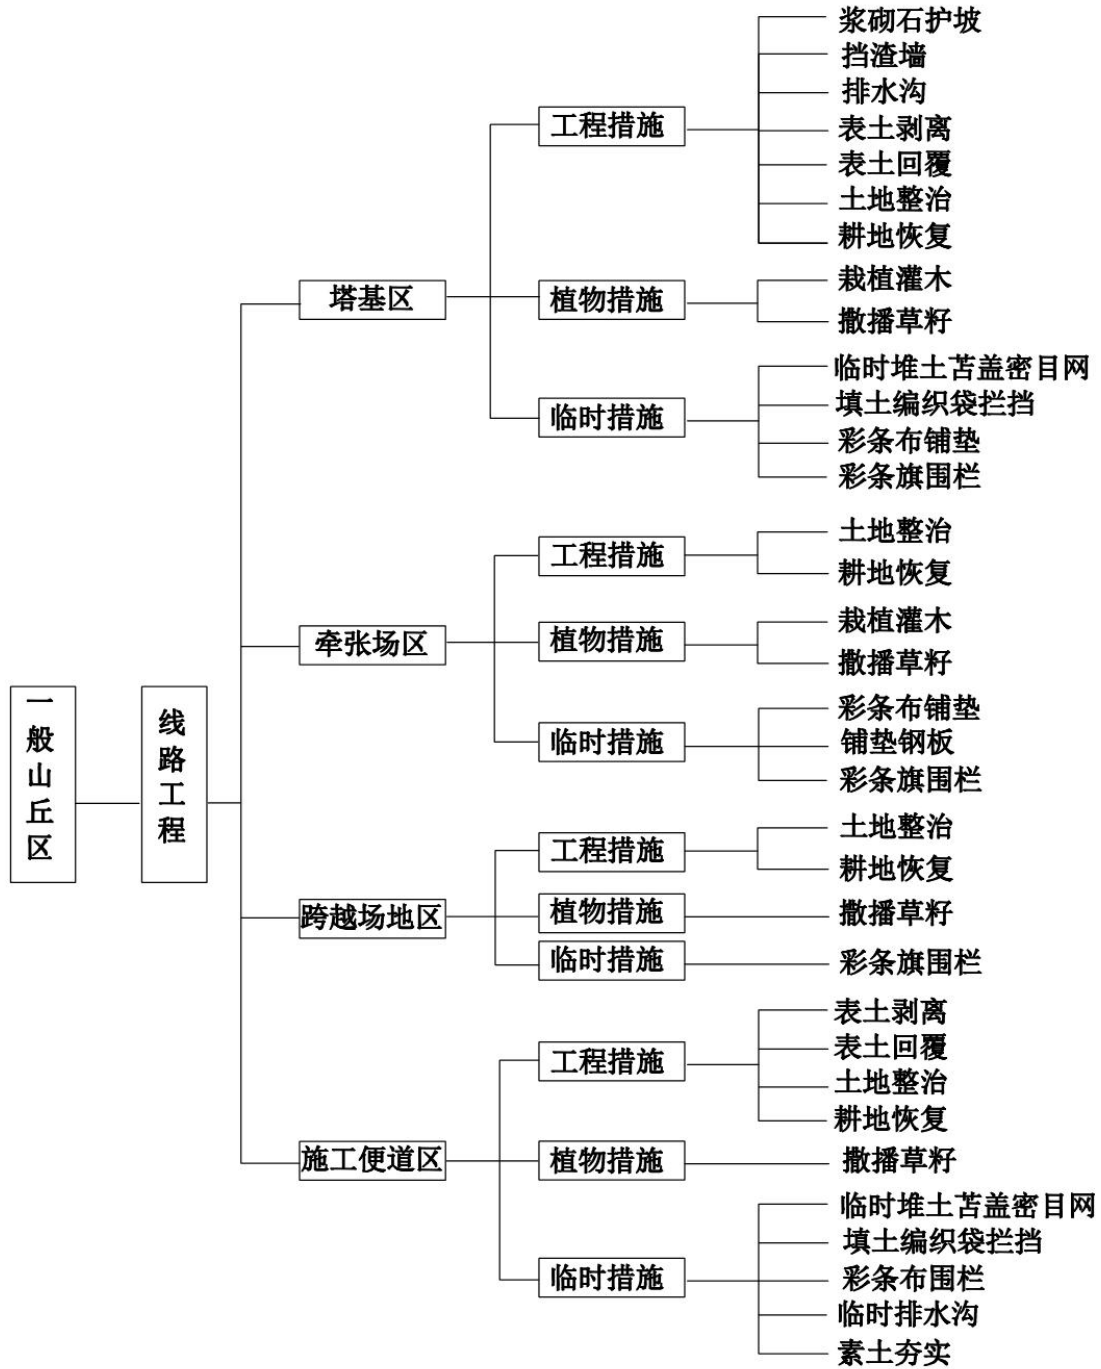 一般山丘区
线路工程
塔基区
工程措施
浆砌石护坡
挡渣墙
排水沟
表土剥离
表土回覆
土地整治
耕地恢复
植物措施
栽植灌木
撒播草籽
临时措施
临时堆土苫盖密目网
填土编织袋拦挡
彩条布铺垫
彩条旗围栏
牵张场区
工程措施
土地整治
耕地恢复
植物措施
栽植灌木
撒播草籽
临时措施
彩条布铺垫
铺垫钢板
彩条旗围栏
跨越场地区
工程措施
土地整治
耕地恢复
植物措施
撒播草籽
临时措施
彩条旗围栏
施工便道区
工程措施
表土剥离
表土回覆
土地整治
耕地恢复
植物措施
撒播草籽
临时措施
临时堆土苫盖密目网
填土编织袋拦挡
彩条布围栏
临时排水沟
素土夯实